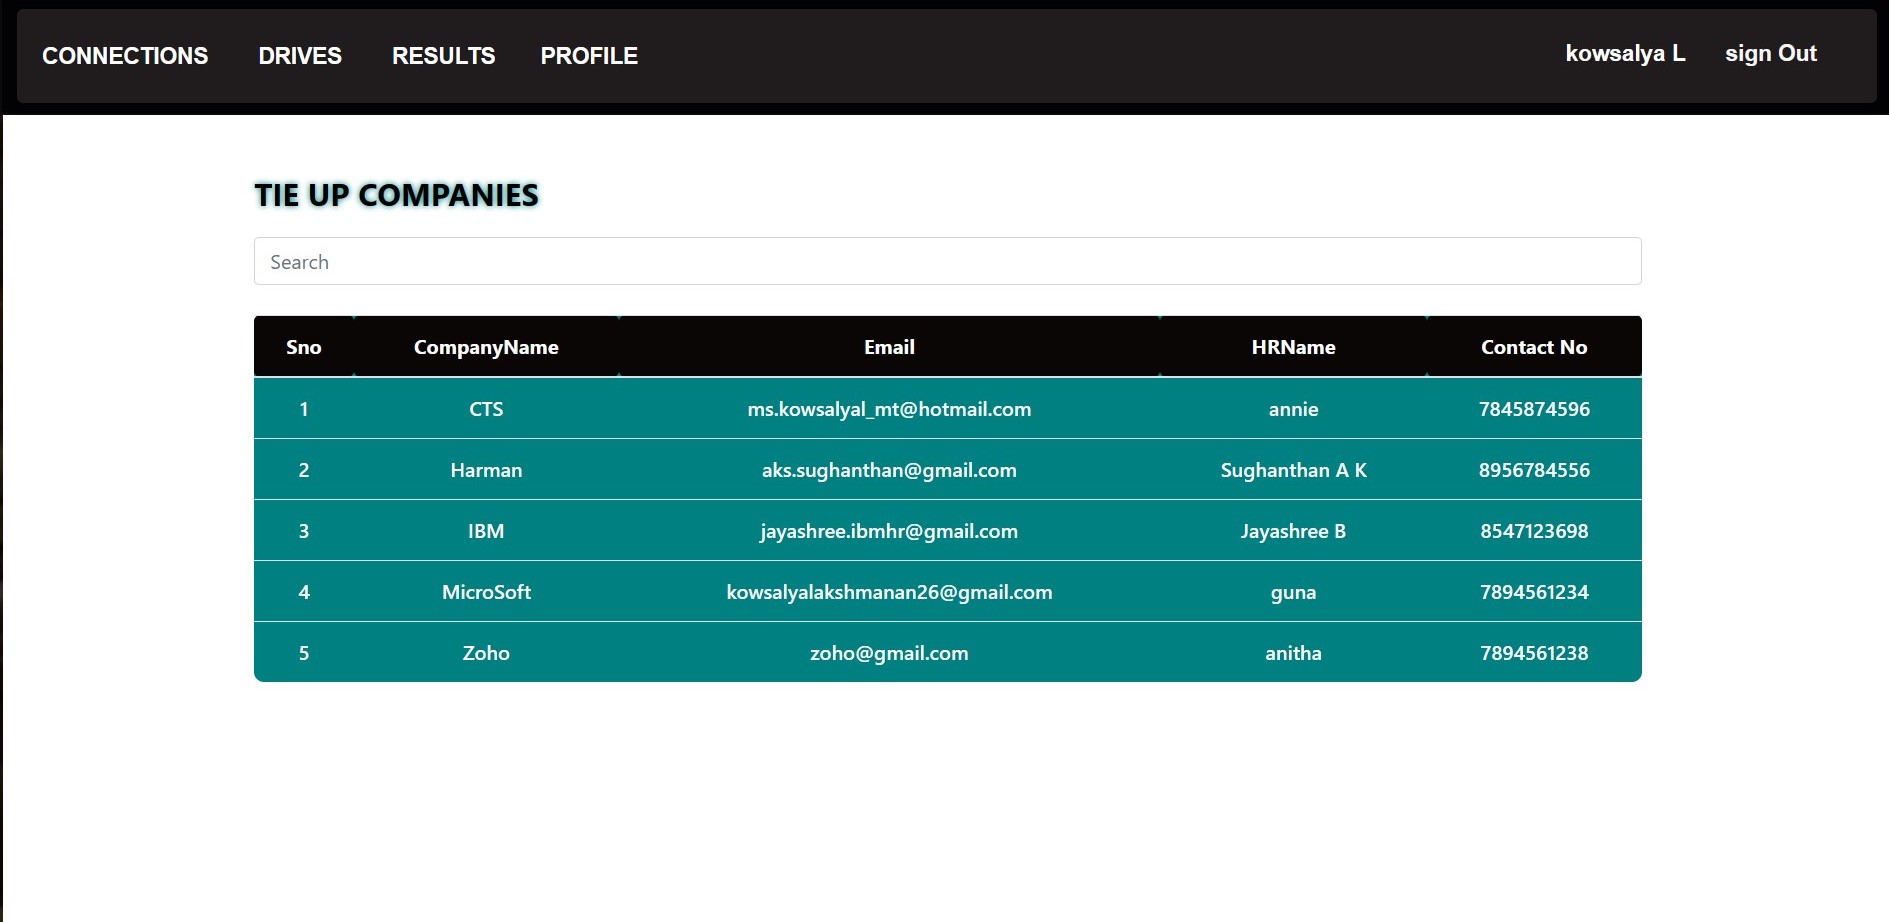 CONNECTIONS DRIVES RESULTS PROFILE kowsalya L sign Out
TIE UP COMPANIES
Search
Sno CompanyName Email HRName Contact No
1 CTS ms.kowsalyal_mt@hotmail.com annie 7845874596
2 Harman aks.sughanthan@gmail.com Sughanthan A K 8956784556
3 IBM jayashree.ibmhr@gmail.com Jayashree B 8547123698
4 MicroSoft kowsalyalakshmanan26@gmail.com guna 7894561234
5 Zoho zoho@gmail.com anitha 7894561238